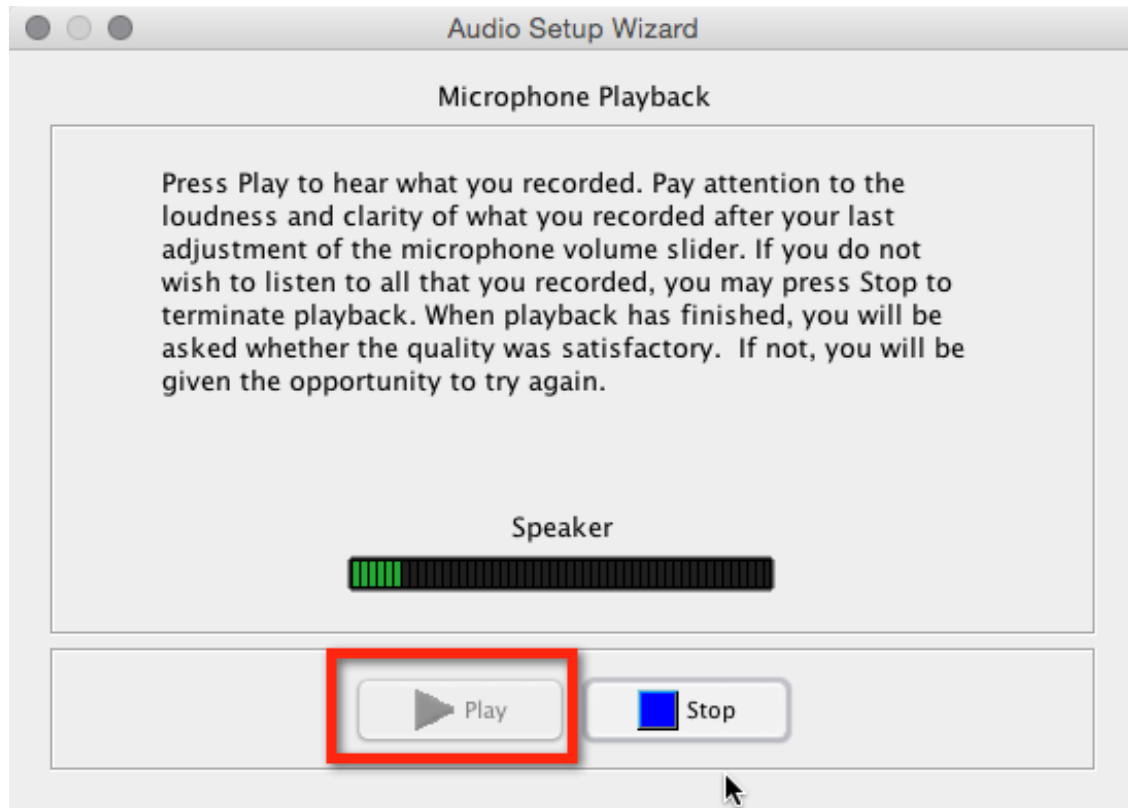 Audio Setup Wizard
Microphone Playback
Press Play to hear what you recorded. Pay attention to the
loudness and clarity of what you recorded after your last
adjustment of the microphone volume slider. If you do not
wish to listen to all that you recorded, you may press Stop to
terminate playback. When playback has finished, you will be
asked whether the quality was satisfactory.  If not, you will be
given the opportunity to try again.
Speaker
Play
Stop